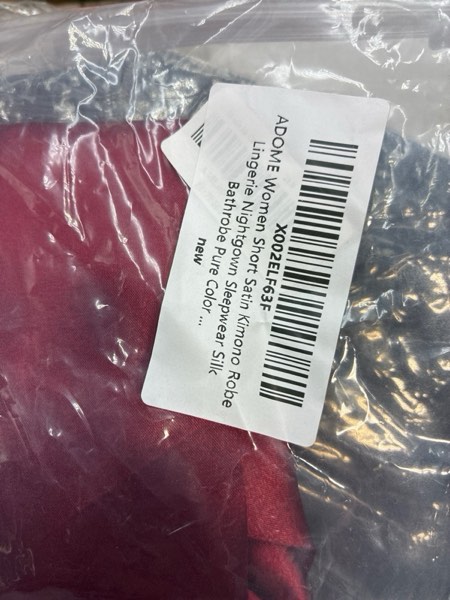 X002ELF63F
ADOME Women Short Satin Kimono Robe
Lingerie Nightgown Sleepwear Silk
Bathrobe Pure Color ...
new